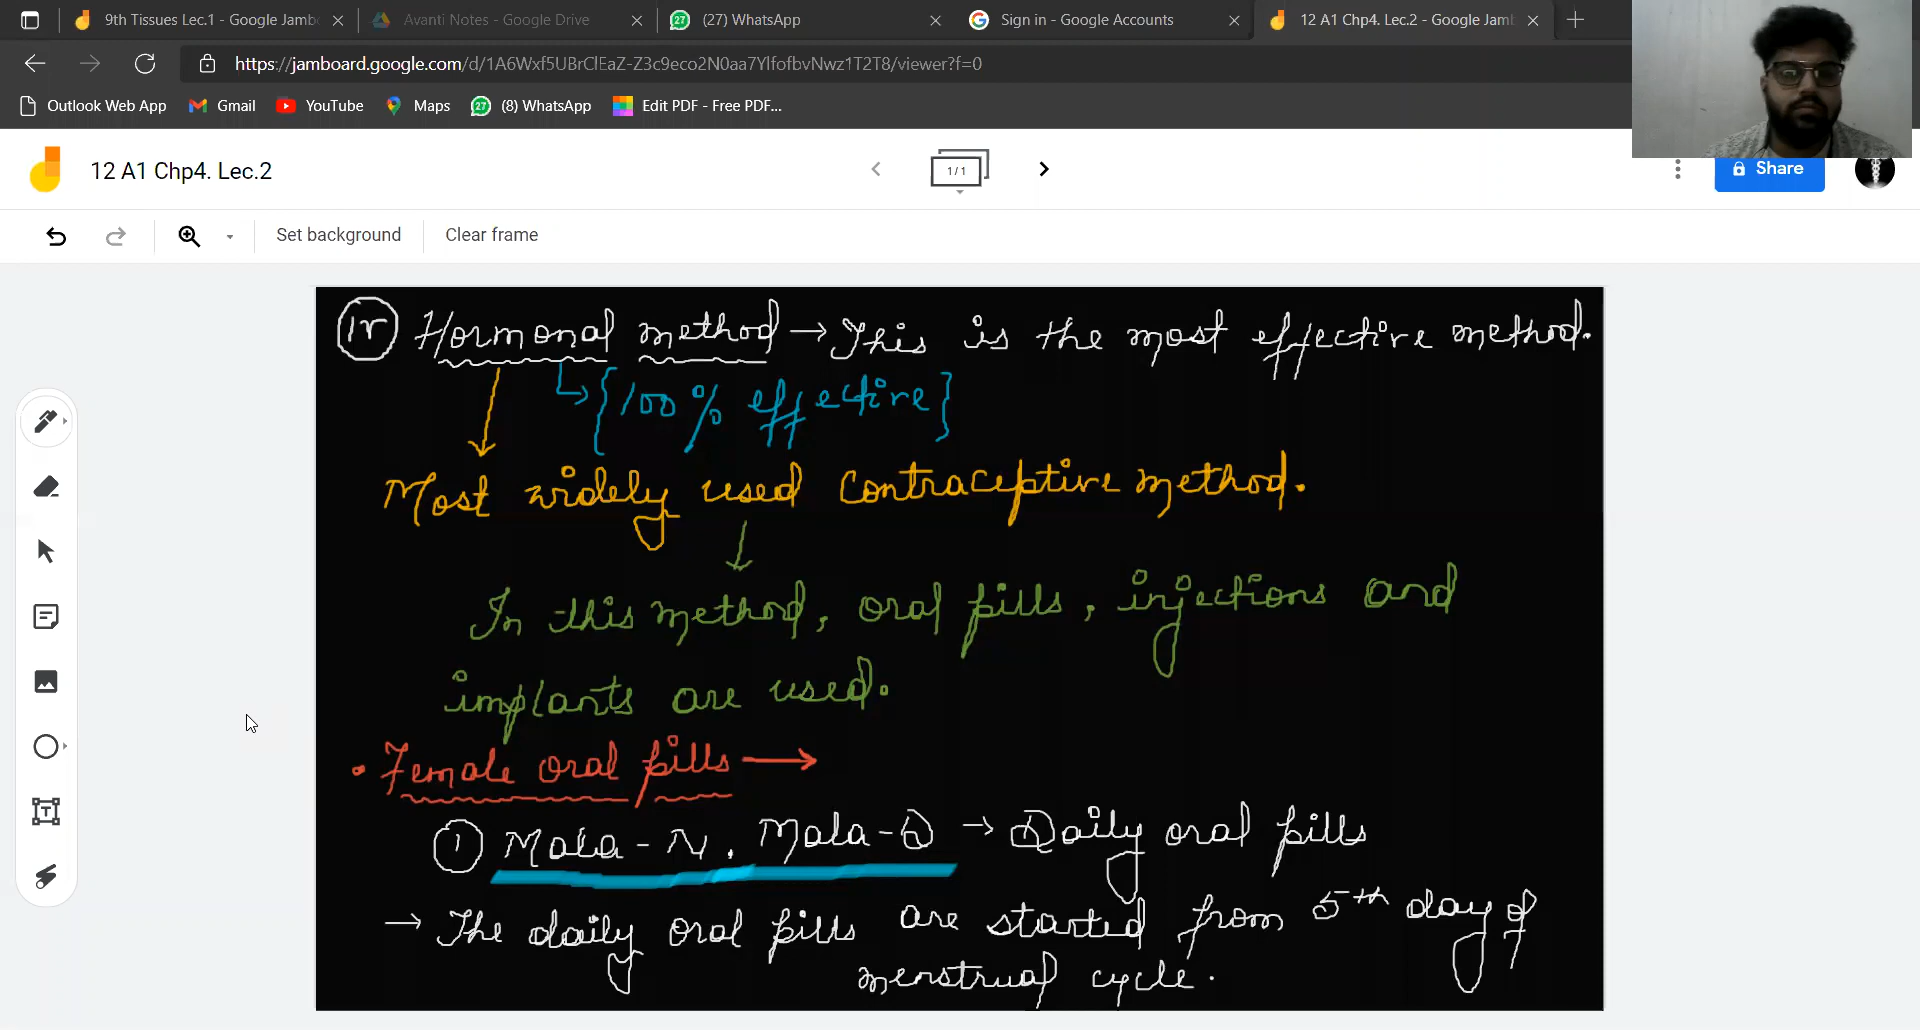 9th Tissues Lec.1 - Google Jamb
Avanti Notes - Google Drive
(27) WhatsApp
Sign in - Google Accounts
12 A1 Chp4. Lec.2 - Google Jamb
https://jamboard.google.com/d/1A6Wxf5UBrClEaZ-Z3c9eco2N0aa7YlfofbvNwz1T2T8/viewer?f=0
Outlook Web App
Gmail
YouTube
Maps
(8) WhatsApp
Edit PDF - Free PDF...
12 A1 Chp4. Lec.2
1/1
Share
Set background
Clear frame
(iv) Hormonal method → This is the most effective method.
↳ {100% effective}
Most widely used contraceptive method.
In this method, oral pills, injections and
implants are used.
• Female oral pills →
① Mala-N, Mala-D → Daily oral pills
→ The daily oral pills are started from 5th day of
menstrual cycle.